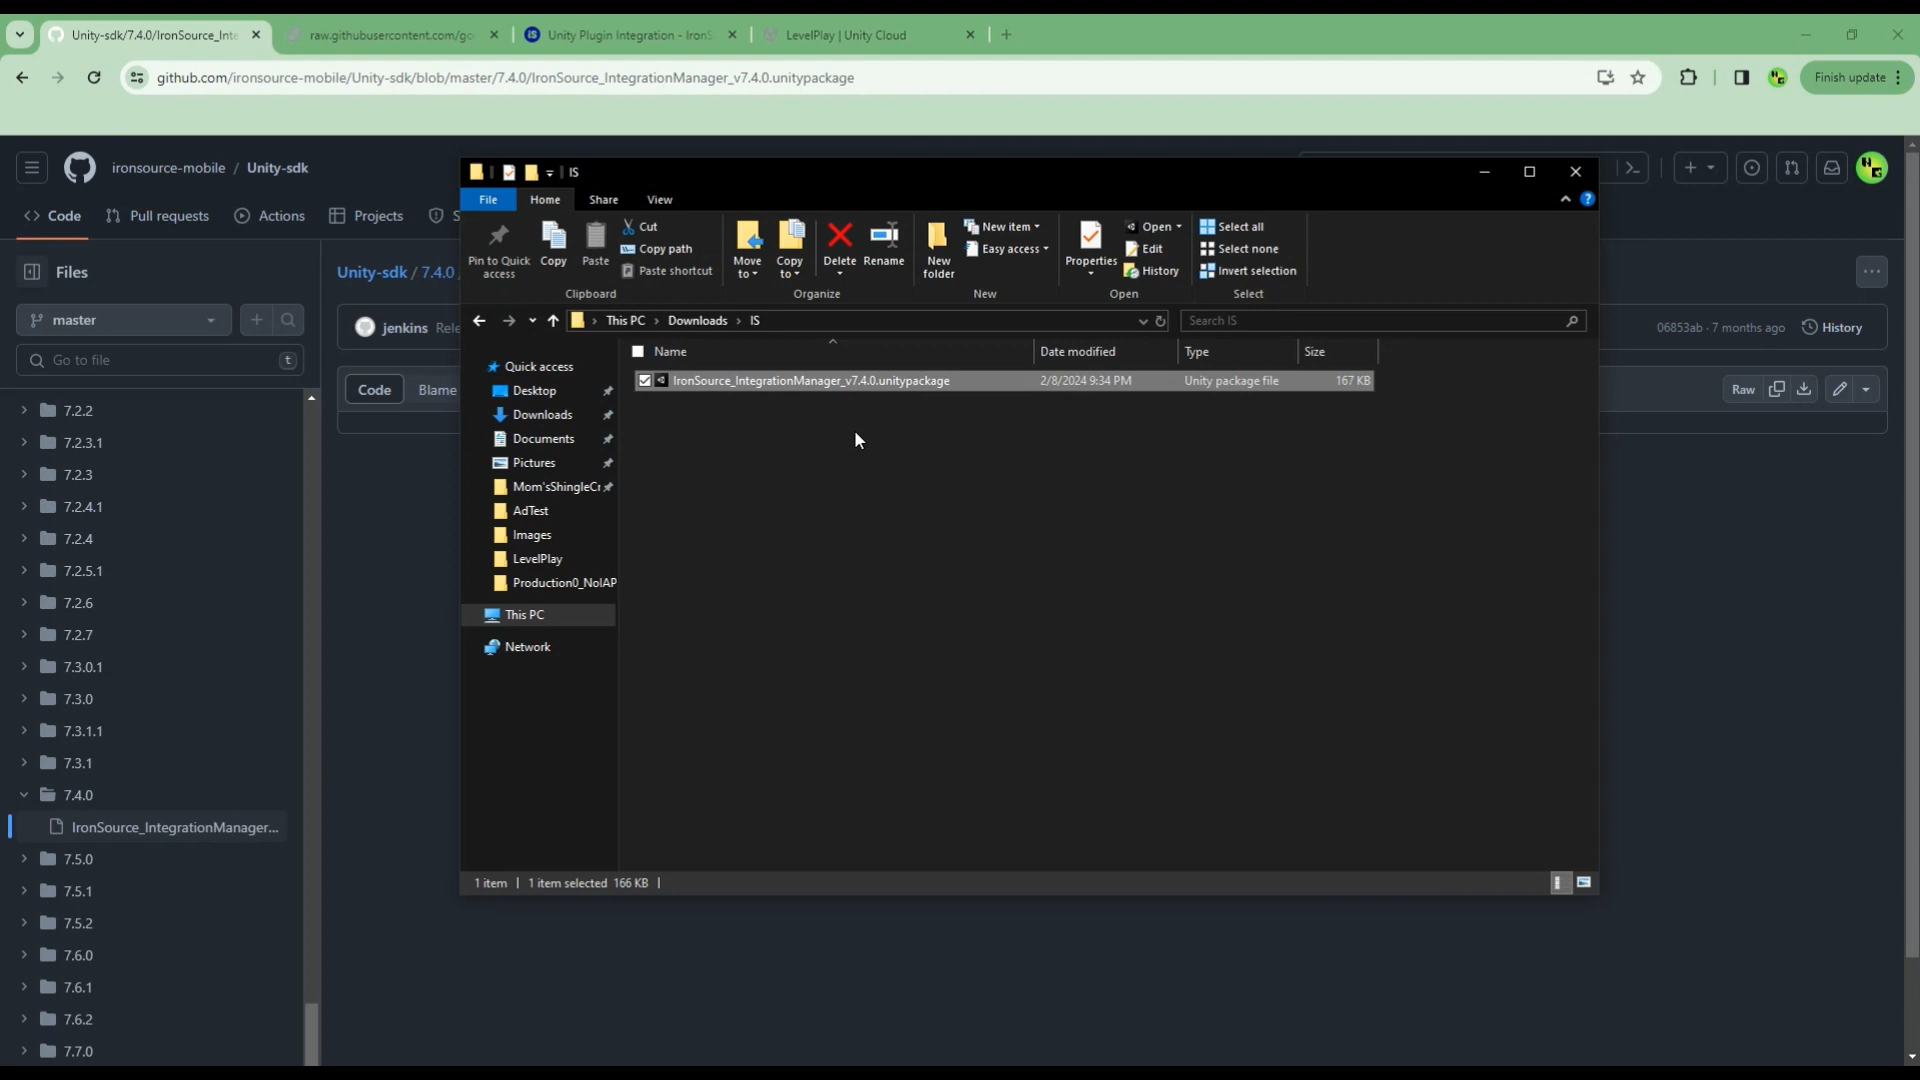 Unity-sdk/7.4.0/IronSource_Inte
raw.githubusercontent.com/go
Unity Plugin Integration - IronS
LevelPlay | Unity Cloud
github.com/ironsource-mobile/Unity-sdk/blob/master/7.4.0/IronSource_IntegrationManager_v7.4.0.unitypackage
Finish update
ironsource-mobile / Unity-sdk
Code
Pull requests
Actions
Projects
S
Files
master
Go to file
t
7.2.2
7.2.3.1
7.2.3
7.2.4.1
7.2.4
7.2.5.1
7.2.6
7.2.7
7.3.0.1
7.3.0
7.3.1.1
7.3.1
7.4.0
IronSource_IntegrationManager...
7.5.0
7.5.1
7.5.2
7.6.0
7.6.1
7.6.2
7.7.0
Unity-sdk / 7.4.0
jenkins Rele
06853ab · 7 months ago
History
Code
Blame
Raw
IS
File
Home
Share
View
Pin to Quick access
Copy
Paste
Cut
Copy path
Paste shortcut
Clipboard
Move to
Copy to
Delete
Rename
Organize
New folder
New item
Easy access
New
Properties
Open
Edit
History
Open
Select all
Select none
Invert selection
Select
This PC
Downloads
IS
Search IS
Name
Date modified
Type
Size
IronSource_IntegrationManager_v7.4.0.unitypackage
2/8/2024 9:34 PM
Unity package file
167 KB
Quick access
Desktop
Downloads
Documents
Pictures
Mom'sShingleCr
AdTest
Images
LevelPlay
Production0_NoIAP
This PC
Network
1 item
1 item selected 166 KB